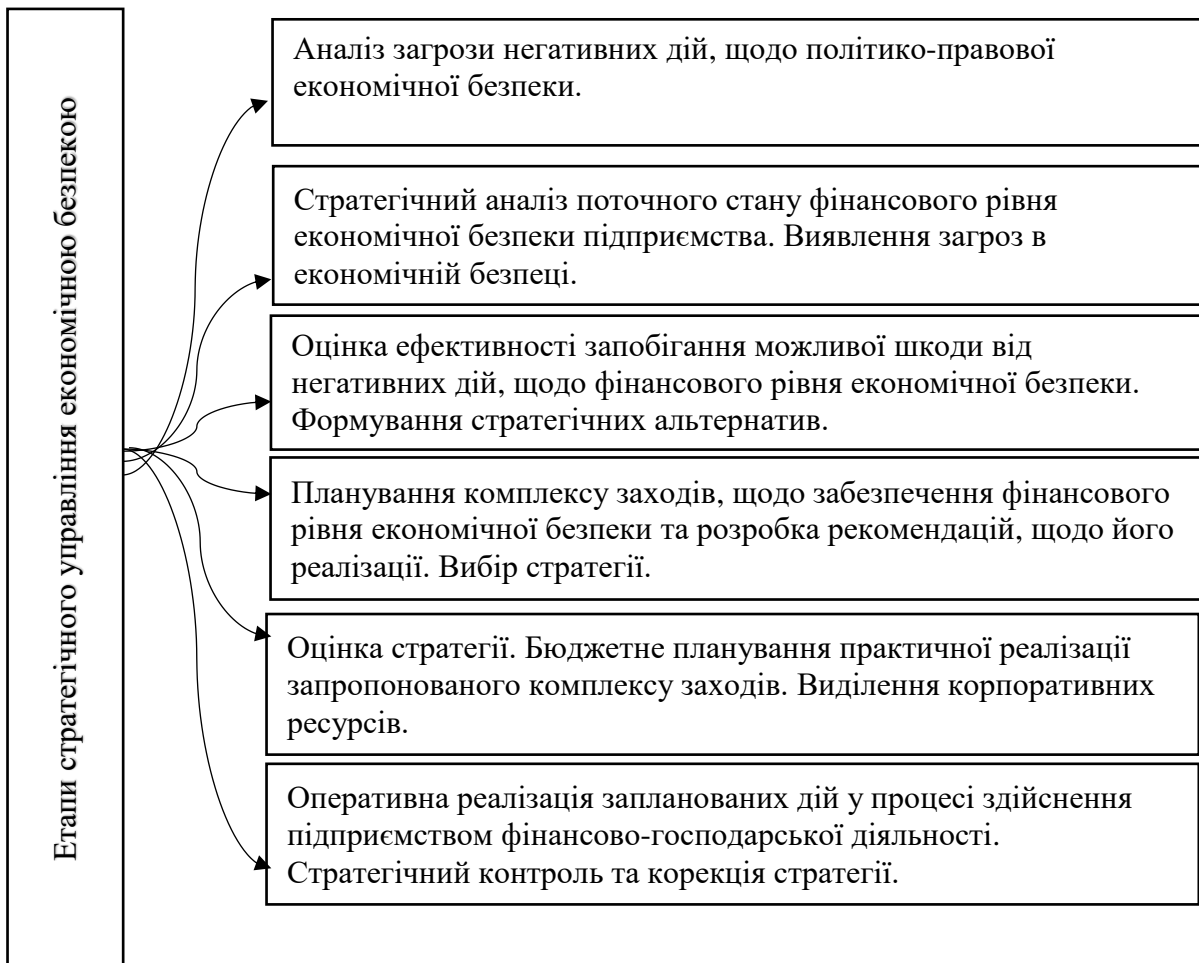 Етапи стратегічного управління економічною безпекою
Аналіз загрози негативних дій, щодо політико-правової
економічної безпеки.
Стратегічний аналіз поточного стану фінансового рівня
економічної безпеки підприємства. Виявлення загроз в
економічній безпеці.
Оцінка ефективності запобігання можливої шкоди від
негативних дій, щодо фінансового рівня економічної безпеки.
Формування стратегічних альтернатив.
Планування комплексу заходів, щодо забезпечення фінансового
рівня економічної безпеки та розробка рекомендацій, щодо його
реалізації. Вибір стратегії.
Оцінка стратегії. Бюджетне планування практичної реалізації
запропонованого комплексу заходів. Виділення корпоративних
ресурсів.
Оперативна реалізація запланованих дій у процесі здійснення
підприємством фінансово-господарської діяльності.
Стратегічний контроль та корекція стратегії.